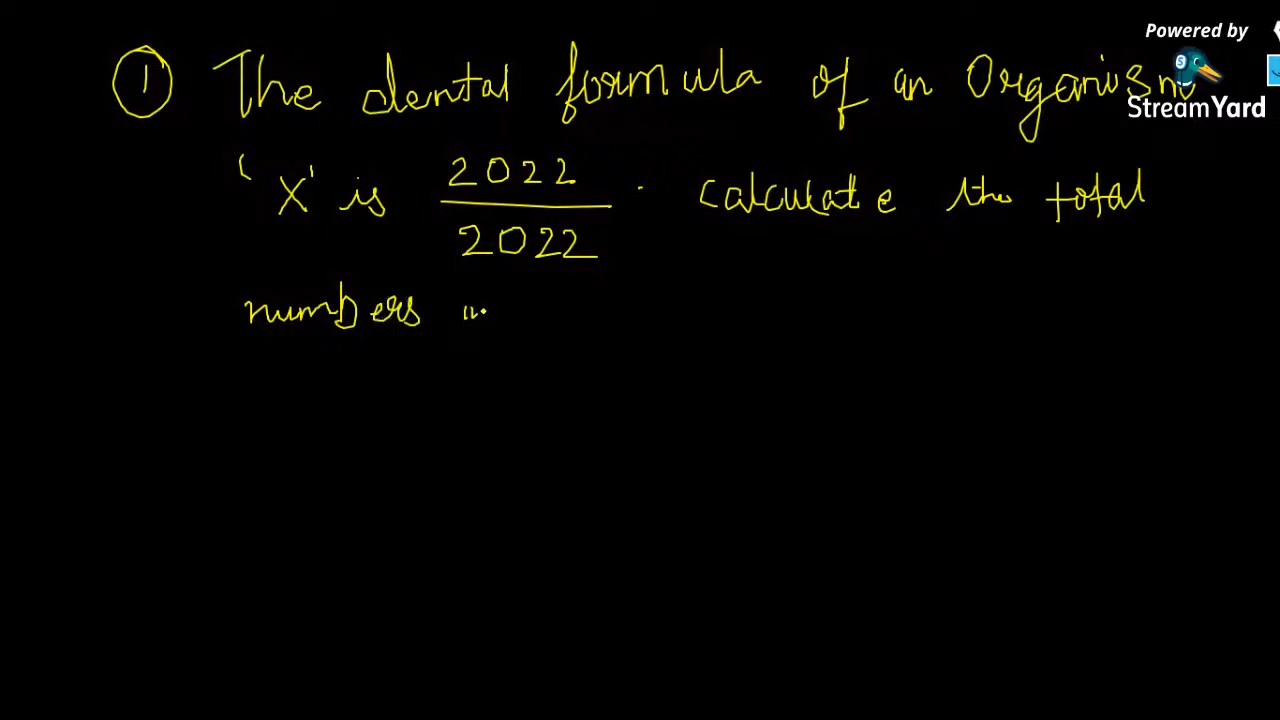 Powered by
StreamYard
① The dental formula of an Organism
'X' is 2022/2022 . calculate the total
numbers